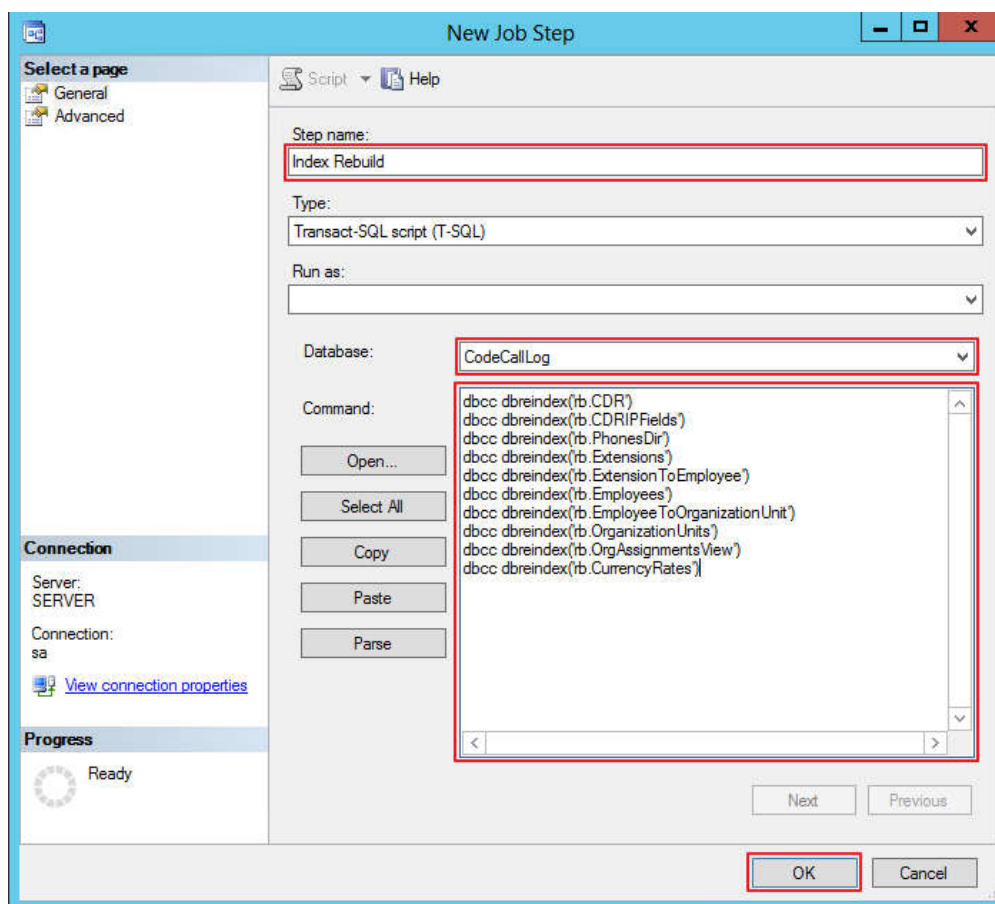 New Job Step
Select a page
General
Advanced
Script
Help
Step name:
Index Rebuild
Type:
Transact-SQL script (T-SQL)
Run as:
Database:
CodeCallLog
Command:
dbcc dbreindex('rb.CDR')
dbcc dbreindex('rb.CDRIPFields')
dbcc dbreindex('rb.PhonesDir')
dbcc dbreindex('rb.Extensions')
dbcc dbreindex('rb.ExtensionToEmployee')
dbcc dbreindex('rb.Employees')
dbcc dbreindex('rb.EmployeeToOrganizationUnit')
dbcc dbreindex('rb.OrganizationUnits')
dbcc dbreindex('rb.OrgAssignmentsView')
dbcc dbreindex('rb.CurrencyRates')
Open...
Select All
Copy
Paste
Parse
Connection
Server:
SERVER
Connection:
sa
View connection properties
Progress
Ready
Next
Previous
OK
Cancel